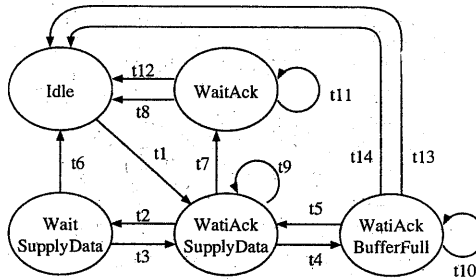 t12
Idle
WaitAck
t8
t11
t1
t14
t13
t6
t7
t9
Wait
SupplyData
t2
t3
WatiAck
SupplyData
t5
t4
WatiAck
BufferFull
t10